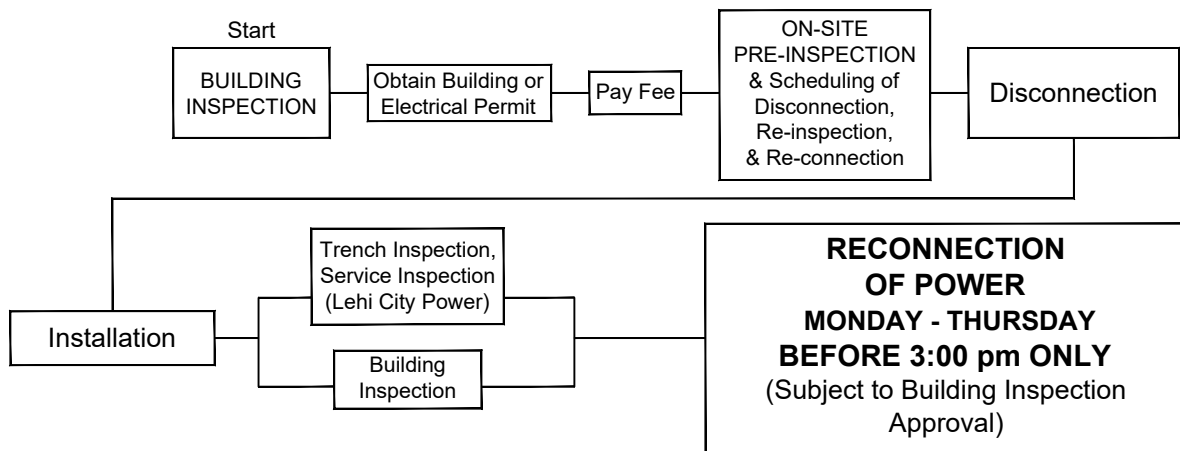 Start
BUILDING
INSPECTION
Obtain Building or
Electrical Permit
Pay Fee
ON-SITE
PRE-INSPECTION
& Scheduling of
Disconnection,
Re-inspection,
& Re-connection
Disconnection
Installation
Trench Inspection,
Service Inspection
(Lehi City Power)
Building
Inspection
RECONNECTION
OF POWER
MONDAY - THURSDAY
BEFORE 3:00 pm ONLY
(Subject to Building Inspection
Approval)